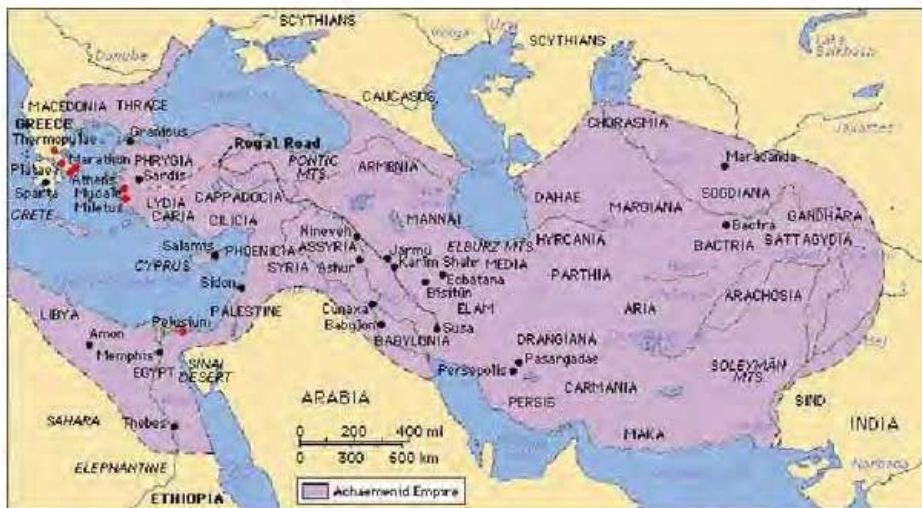 SCYTHIANS
Danube
Volga
Ural
SCYTHIANS
Lake
Balkhash
CAUCASUS
MACEDONIA THRACE
CHORASMIA
Jaxartes
GREECE
Granicus
Thermopylae
Royal Road
Marathon
PHRYGIA
PONTIC
MTS.
ARMENIA
Maracanda
Plataea
Athens
Sardis
Sparta
Mycale
LYDIA
CAPPADOCIA
DAHAE
SOGDIANA
Miletus
CARIA
CRETE
CILICIA
MANNAI
MARGIANA
GANDHĀRA
Nineveh
Bactra
Salamis
PHOENICIA
ASSYRIA
Jarmo
ELBURZ MTS.
HYRCANIA
BACTRIA
SATTAGYDIA
CYPRUS
SYRIA
Ashur
Karim Shahr
MEDIA
PARTHIA
Ecbatana
Sidon
Bisitun
ARACHOSIA
ARIA
LIBYA
PALESTINE
Cunaxa
ELAM
Pelusium
Babylon
Susa
Amon
BABYLONIA
DRANGIANA
Memphis
EGYPT
SINAI
DESERT
Pasargadae
SOLEYMĀN
MTS.
Persepolis
CARMANIA
ARABIA
PERSIS
SIND
SAHARA
Thebes
0 200 400 mi
0 300 600 km
MAKA
INDIA
ELEPHANTINE
Narbada
ETHIOPIA
Achaemenid Empire